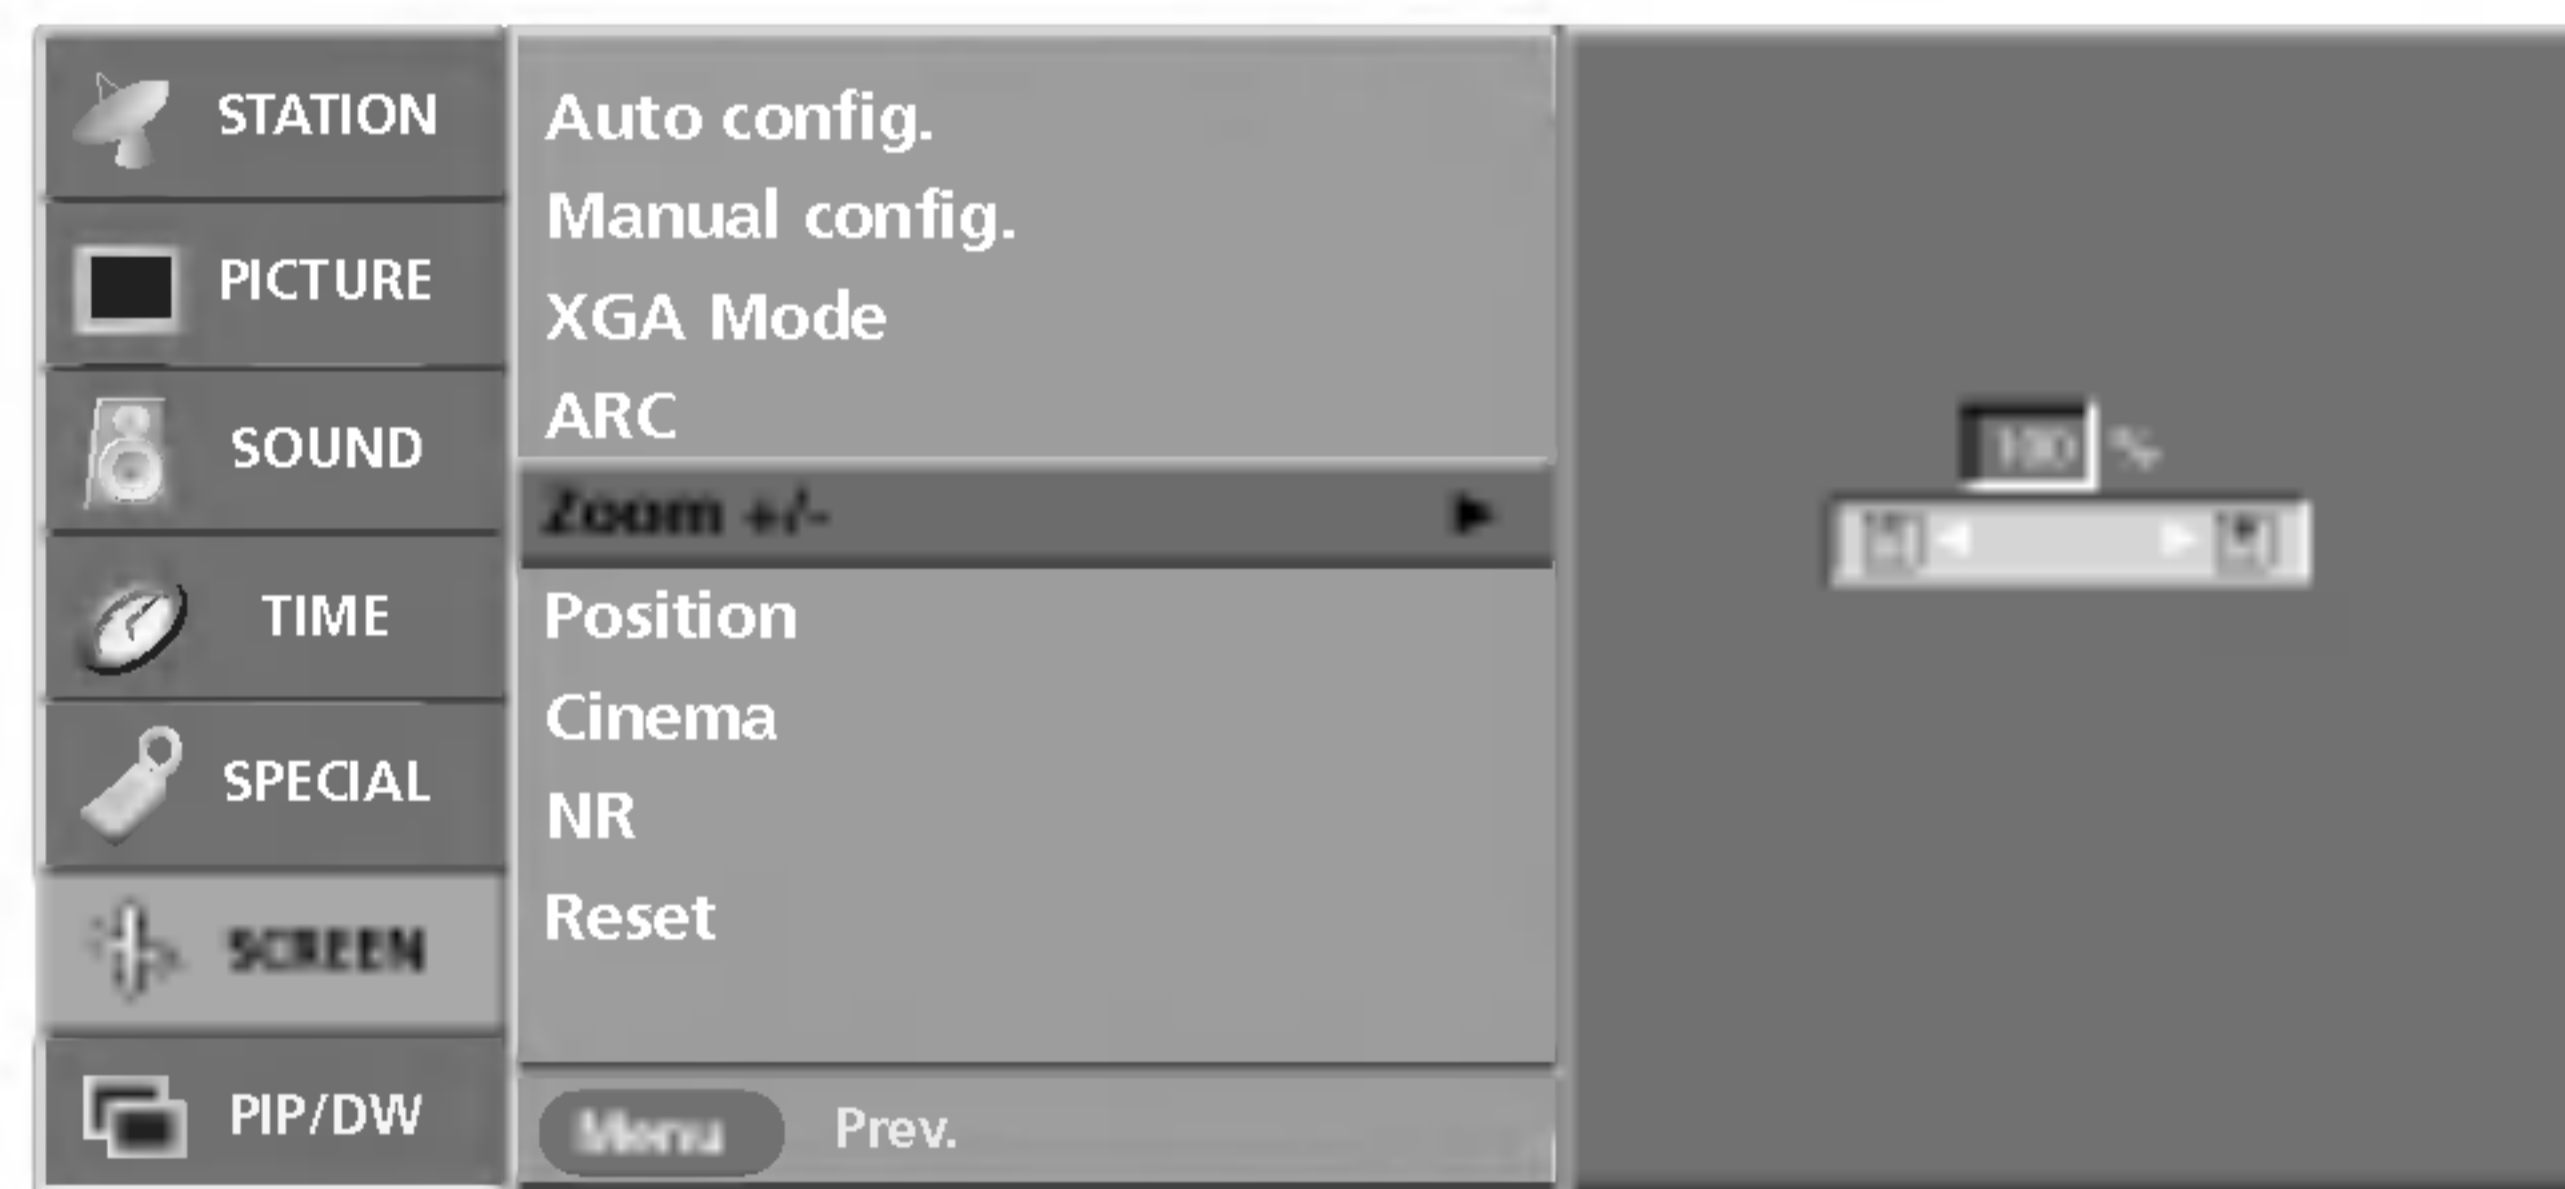 STATION
PICTURE
SOUND
TIME
SPECIAL
SCREEN
PIP/DW
Auto config.
Manual config.
XGA Mode
ARC
Zoom +/-
Position
Cinema
NR
Reset
Menu Prev.
100 %